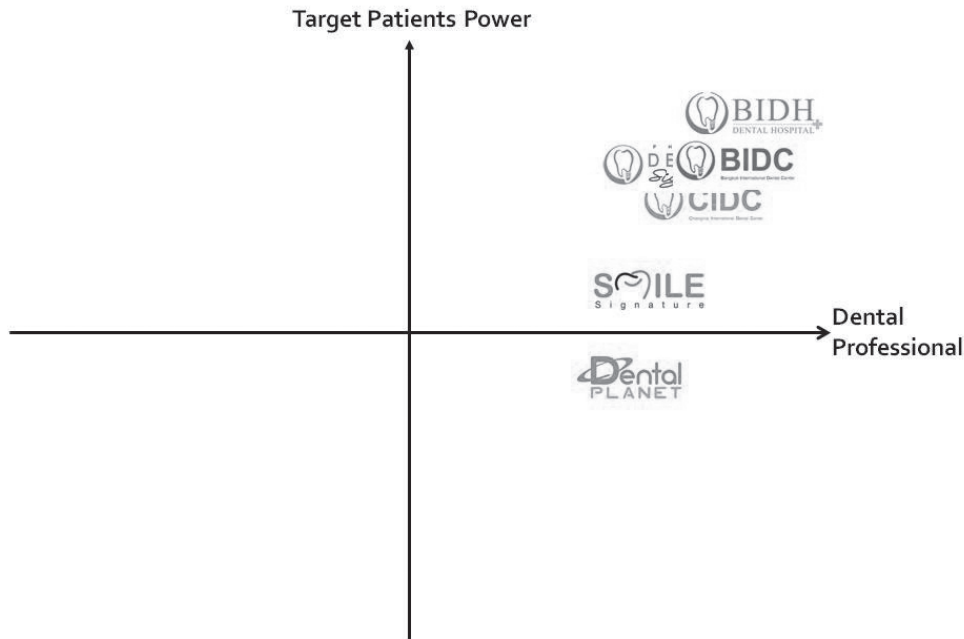 Target Patients Power
BIDH
DENTAL HOSPITAL
P H
D E
BIDC
Bangkok International Dental Center
CIDC
SMILE
Signature
Dental
Professional
Dental
PLANET